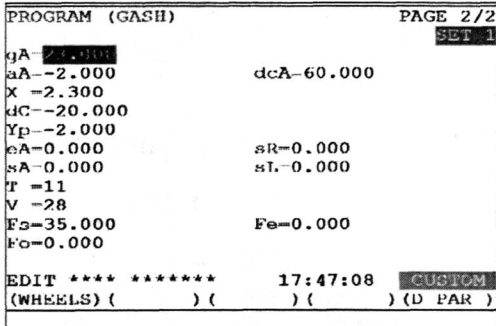 PROGRAM (GASH) PAGE 2/2
SET 1
gA=
aA=-2.000 dcA=60.000
X =2.300
dC=-20.000
Yp=-2.000
eA=0.000 sR=0.000
sA=0.000 sL=0.000
T =11
V =28
Fs=35.000 Fe=0.000
Fo=0.000
EDIT **** ******* 17:47:08 CUSTOM
(WHEELS) ( ) ( ) ( ) (D PAR )